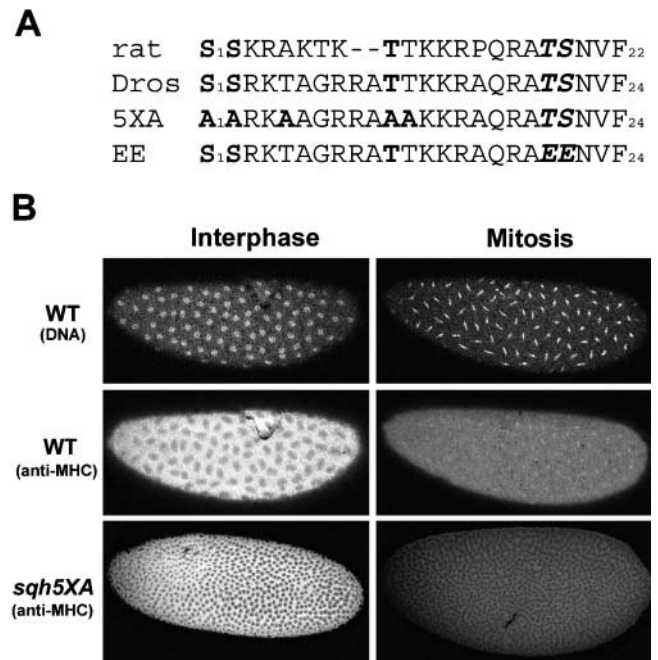 A
rat S₁SKRAKTK--TTKKRPQRATSNVF₂₂
Dros S₁SRKTAGRRATTKKRAQRATSNVF₂₄
5XA A₁ARKAAGRRAAAKKRAQRATSNVF₂₄
EE S₁SRKTAGRRATTKKRAQRAEENVF₂₄
B
Interphase Mitosis
WT
(DNA)
WT
(anti-MHC)
sqh5XA
(anti-MHC)